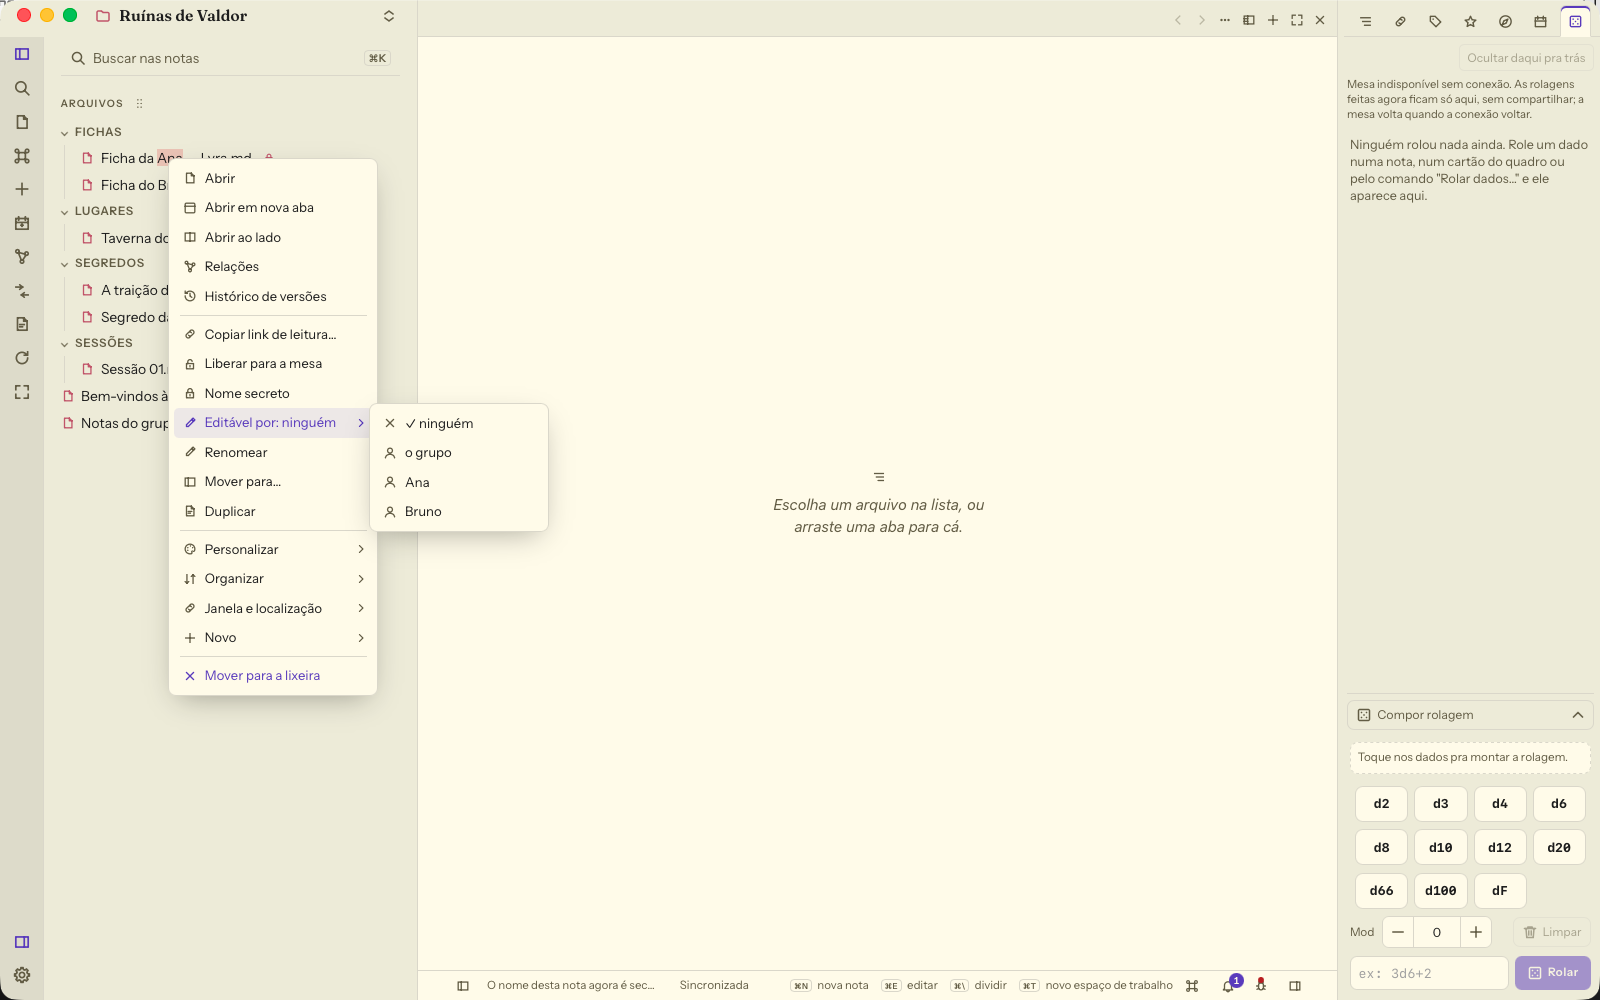 Ruínas de Valdor
Buscar nas notas
⌘K
ARQUIVOS
FICHAS
Ficha da Ana
Ficha do B
LUGARES
Taverna do
SEGREDOS
A traição d
Segredo da
SESSÕES
Sessão 01.
Bem-vindos à
Notas do grup
Abrir
Abrir em nova aba
Abrir ao lado
Relações
Histórico de versões
Copiar link de leitura...
Liberar para a mesa
Nome secreto
Editável por: ninguém
Renomear
Mover para...
Duplicar
Personalizar
Organizar
Janela e localização
Novo
Mover para a lixeira
✓ ninguém
o grupo
Ana
Bruno
Escolha um arquivo na lista, ou
arraste uma aba para cá.
Ocultar daqui pra trás
Mesa indisponível sem conexão. As rolagens
feitas agora ficam só aqui, sem compartilhar; a
mesa volta quando a conexão voltar.
Ninguém rolou nada ainda. Role um dado
numa nota, num cartão do quadro ou
pelo comando "Rolar dados..." e ele
aparece aqui.
Compor rolagem
Toque nos dados pra montar a rolagem.
d2 d3 d4 d6
d8 d10 d12 d20
d66 d100 dF
Mod 0 Limpar
ex: 3d6+2 Rolar
O nome desta nota agora é sec... Sincronizada ⌘N nova nota ⌘E editar ⌘\ dividir ⌘T novo espaço de trabalho 1